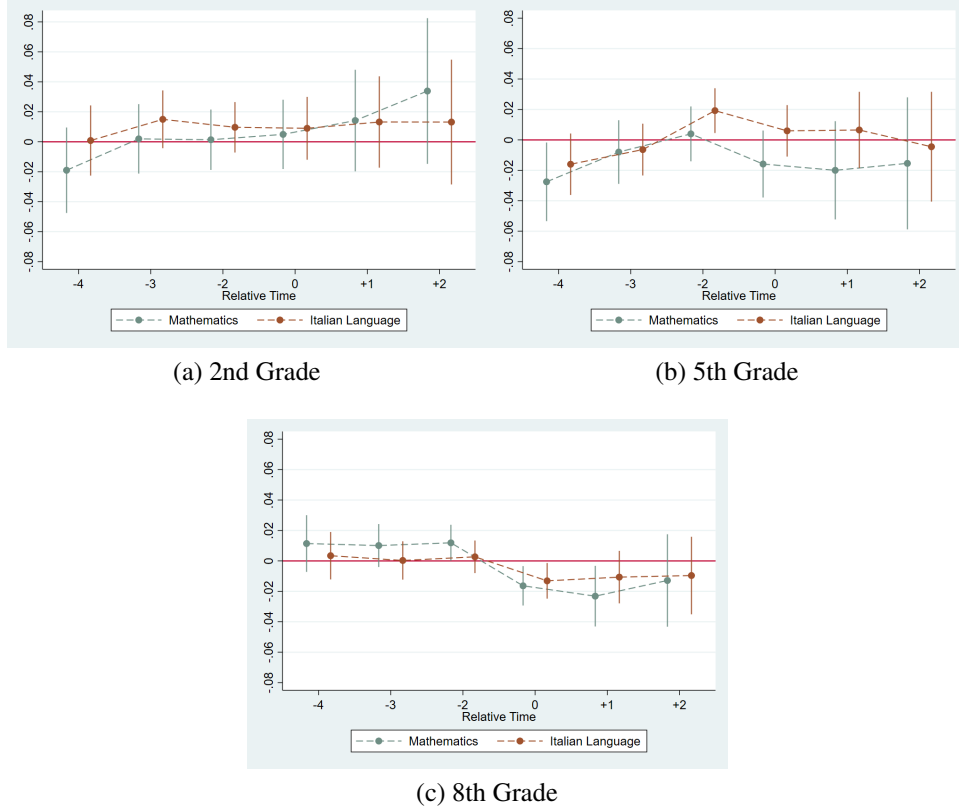 .08
.06
.04
.02
0
-.02
-.04
-.06
-.08
-4 -3 -2 0 +1 +2
Relative Time
Mathematics Italian Language
(a) 2nd Grade
.08
.06
.04
.02
0
-.02
-.04
-.06
-.08
-4 -3 -2 0 +1 +2
Relative Time
Mathematics Italian Language
(b) 5th Grade
.08
.06
.04
.02
0
-.02
-.04
-.06
-.08
-4 -3 -2 0 +1 +2
Relative Time
Mathematics Italian Language
(c) 8th Grade